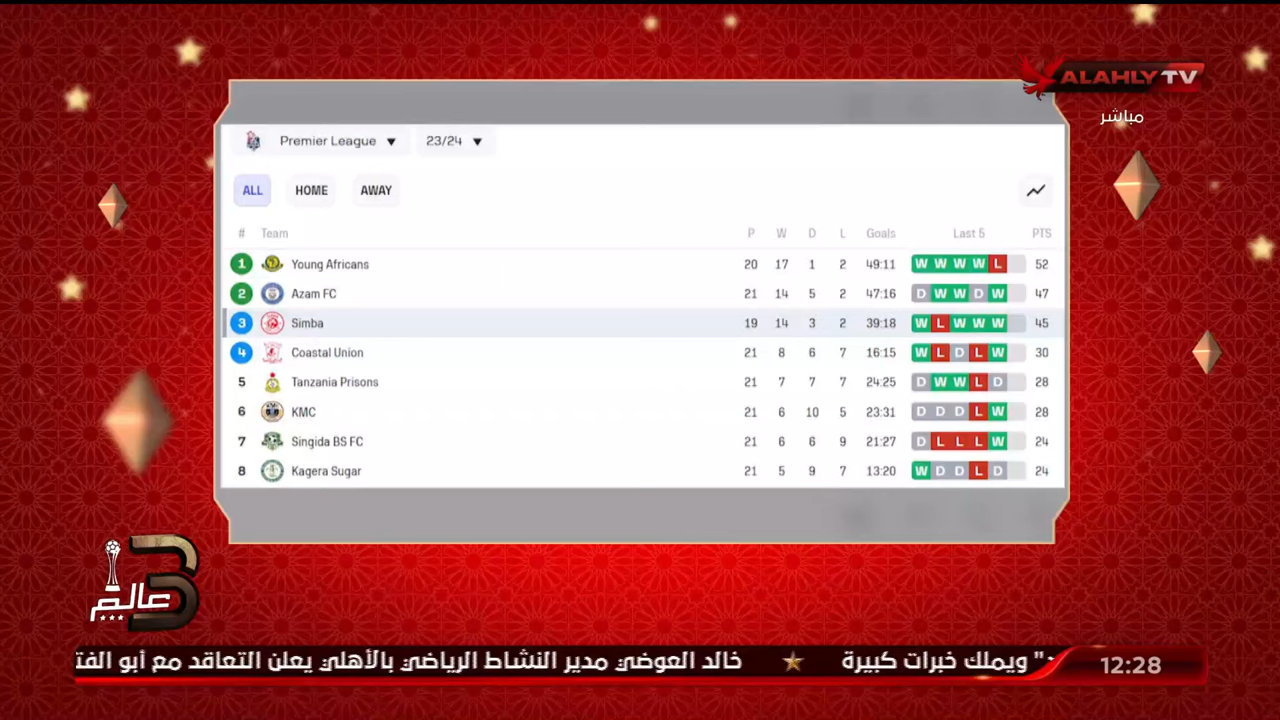 ALAHLY TV
مباشر
Premier League 23/24
ALL HOME AWAY
# Team P W D L Goals Last 5 PTS
1 Young Africans 20 17 1 2 49:11 W W W W L 52
2 Azam FC 21 14 5 2 47:16 D W W D W 47
3 Simba 19 14 3 2 39:18 W L W W W 45
4 Coastal Union 21 8 6 7 16:15 W L D L W 30
5 Tanzania Prisons 21 7 7 7 24:25 D W W L D 28
6 KMC 21 6 10 5 23:31 D D D L W 28
7 Singida BS FC 21 6 6 9 21:27 D L L L W 24
8 Kagera Sugar 21 5 9 7 13:20 W D D L D 24
3 عالم
" ويملك خبرات كبيرة ★ خالد العوضي مدير النشاط الرياضي بالأهلي يعلن التعاقد مع أبو الفت
12:28